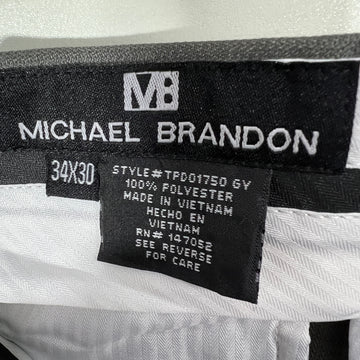 MB
MICHAEL BRANDON
34X30
STYLE# TPD01750 GY
100% POLYESTER
MADE IN VIETNAM
HECHO EN
VIETNAM
RN# 147052
SEE REVERSE
FOR CARE